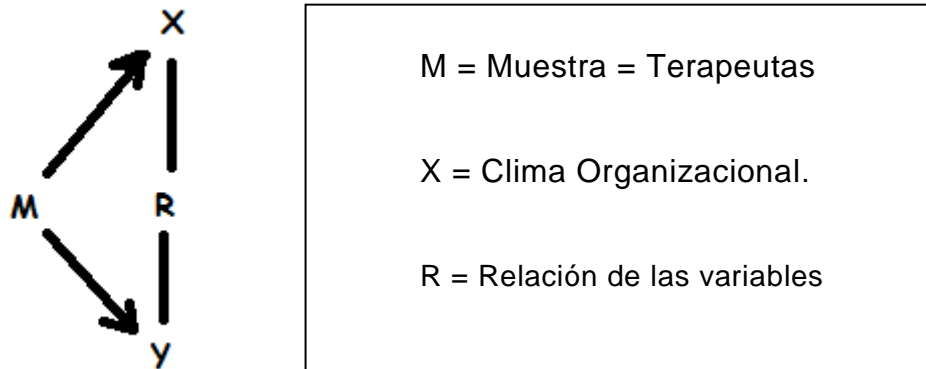 X
M R
Y
M = Muestra = Terapeutas
X = Clima Organizacional.
R = Relación de las variables